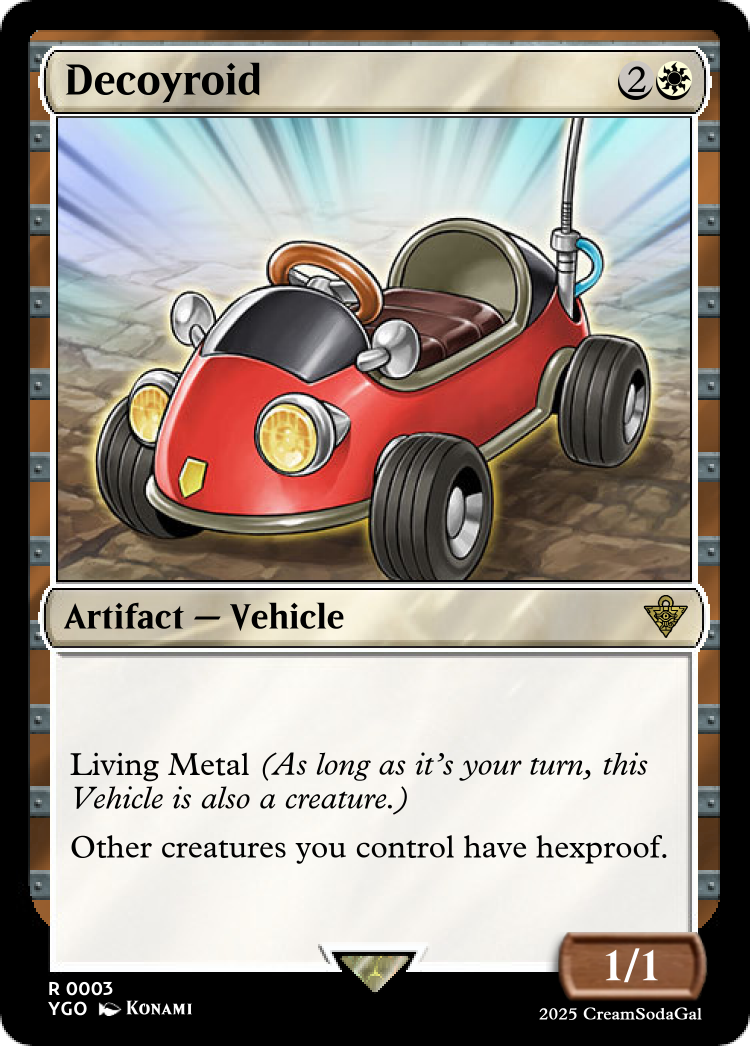 Decoyroid 2
Artifact — Vehicle
Living Metal (As long as it's your turn, this
Vehicle is also a creature.)
Other creatures you control have hexproof.
1/1
R 0003
YGO KONAMI
2025 CreamSodaGal